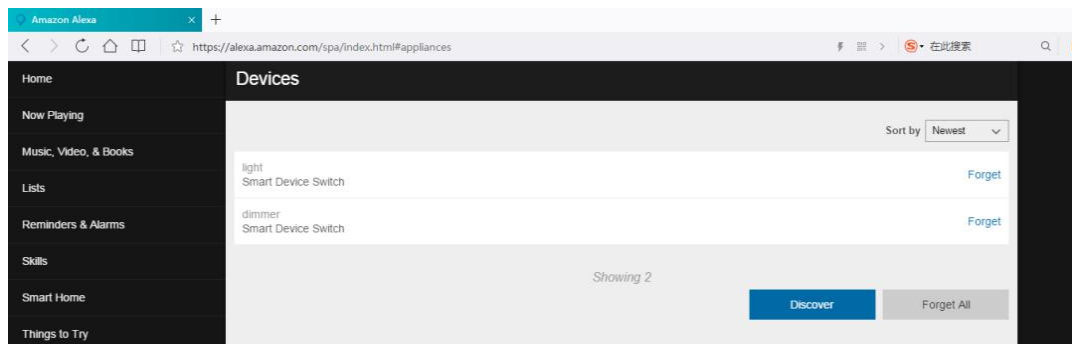 Amazon Alexa
https://alexa.amazon.com/spa/index.html#appliances
在此搜索
Home
Devices
Now Playing
Sort by Newest
Music, Video, & Books
light
Smart Device Switch
Forget
Lists
dimmer
Smart Device Switch
Forget
Reminders & Alarms
Skills
Showing 2
Smart Home
Discover
Forget All
Things to Try